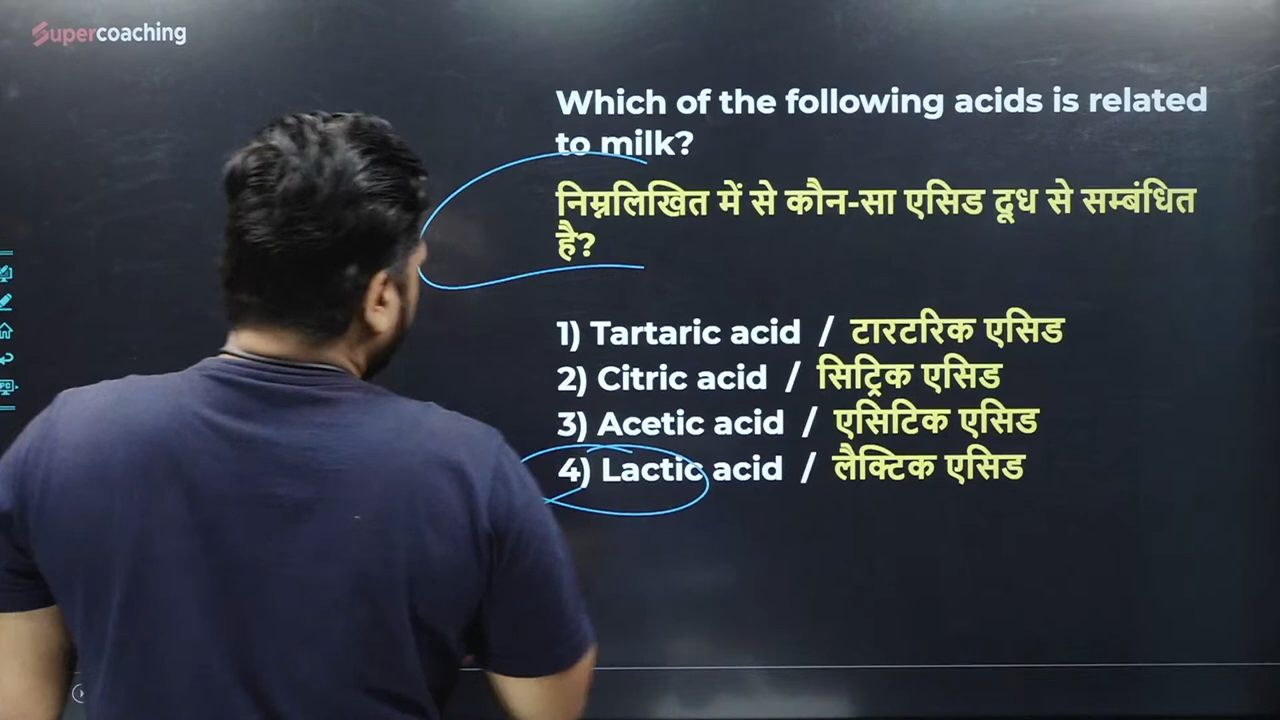 Supercoaching
Which of the following acids is related
to milk?
निम्नलिखित में से कौन-सा एसिड दूध से सम्बंधित
है?
1) Tartaric acid / टारटरिक एसिड
2) Citric acid / सिट्रिक एसिड
3) Acetic acid / एसिटिक एसिड
4) Lactic acid / लैक्टिक एसिड